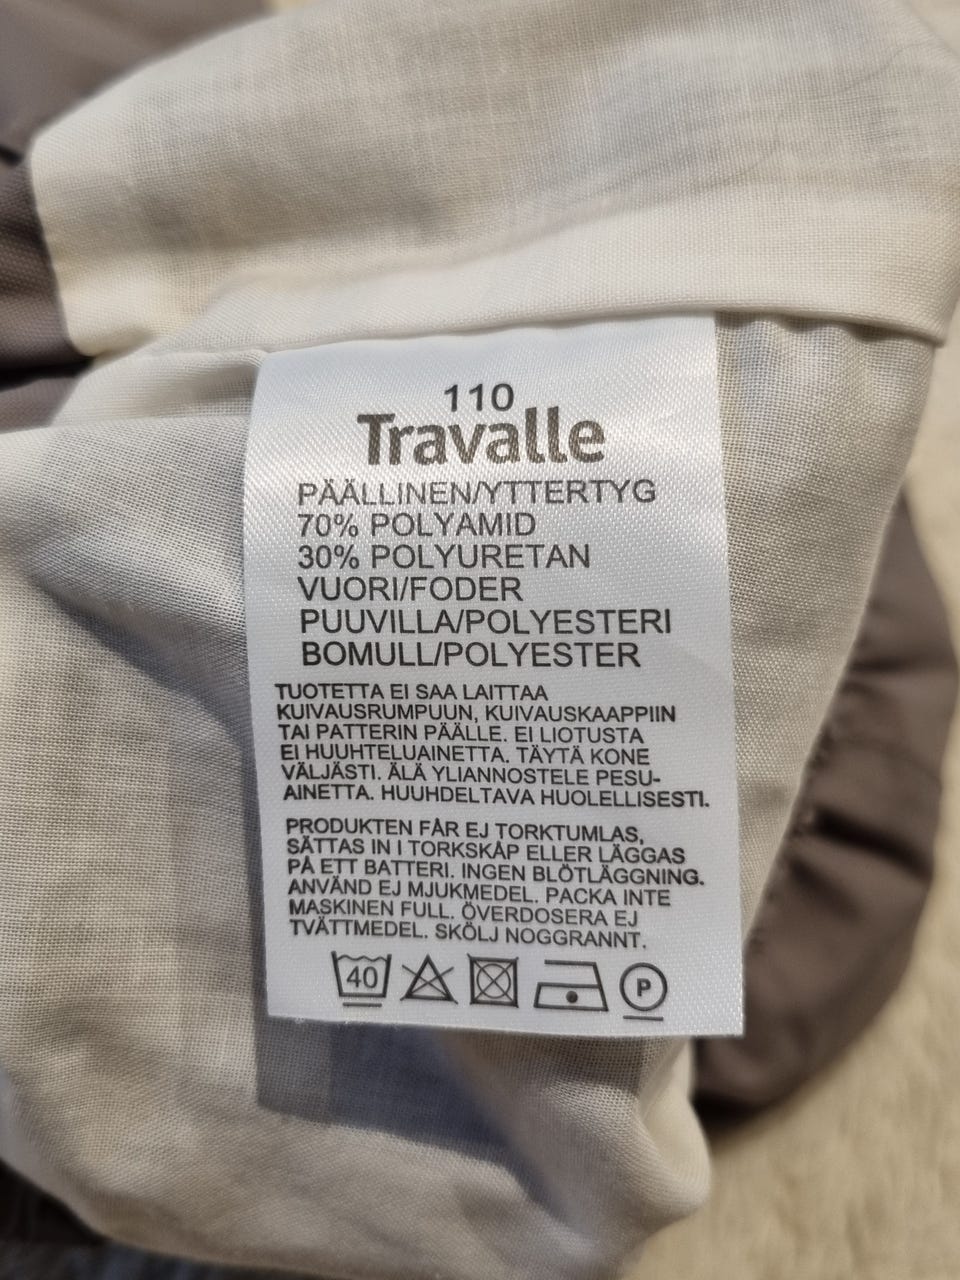 110
Travalle
PÄÄLLINEN/YTTERTYG
70% POLYAMID
30% POLYURETAN
VUORI/FODER
PUUVILLA/POLYESTERI
BOMULL/POLYESTER
TUOTETTA EI SAA LAITTAA
KUIVAUSRUMPUUN, KUIVAUSKAAPPIIN
TAI PATTERIN PÄÄLLE. EI LIOTUSTA
EI HUUHTELUAINETTA. TÄYTÄ KONE
VÄLJÄSTI. ÄLÄ YLIANNOSTELE PESU-
AINETTA. HUUHDELTAVA HUOLELLISESTI.
PRODUKTEN FÅR EJ TORKTUMLAS,
SÄTTAS IN I TORKSKÅP ELLER LÄGGAS
PÅ ETT BATTERI. INGEN BLÖTLÄGGNING.
ANVÄND EJ MJUKMEDEL. PACKA INTE
MASKINEN FULL. ÖVERDOSERA EJ
TVÄTTMEDEL. SKÖLJ NOGGRANNT.
40 P